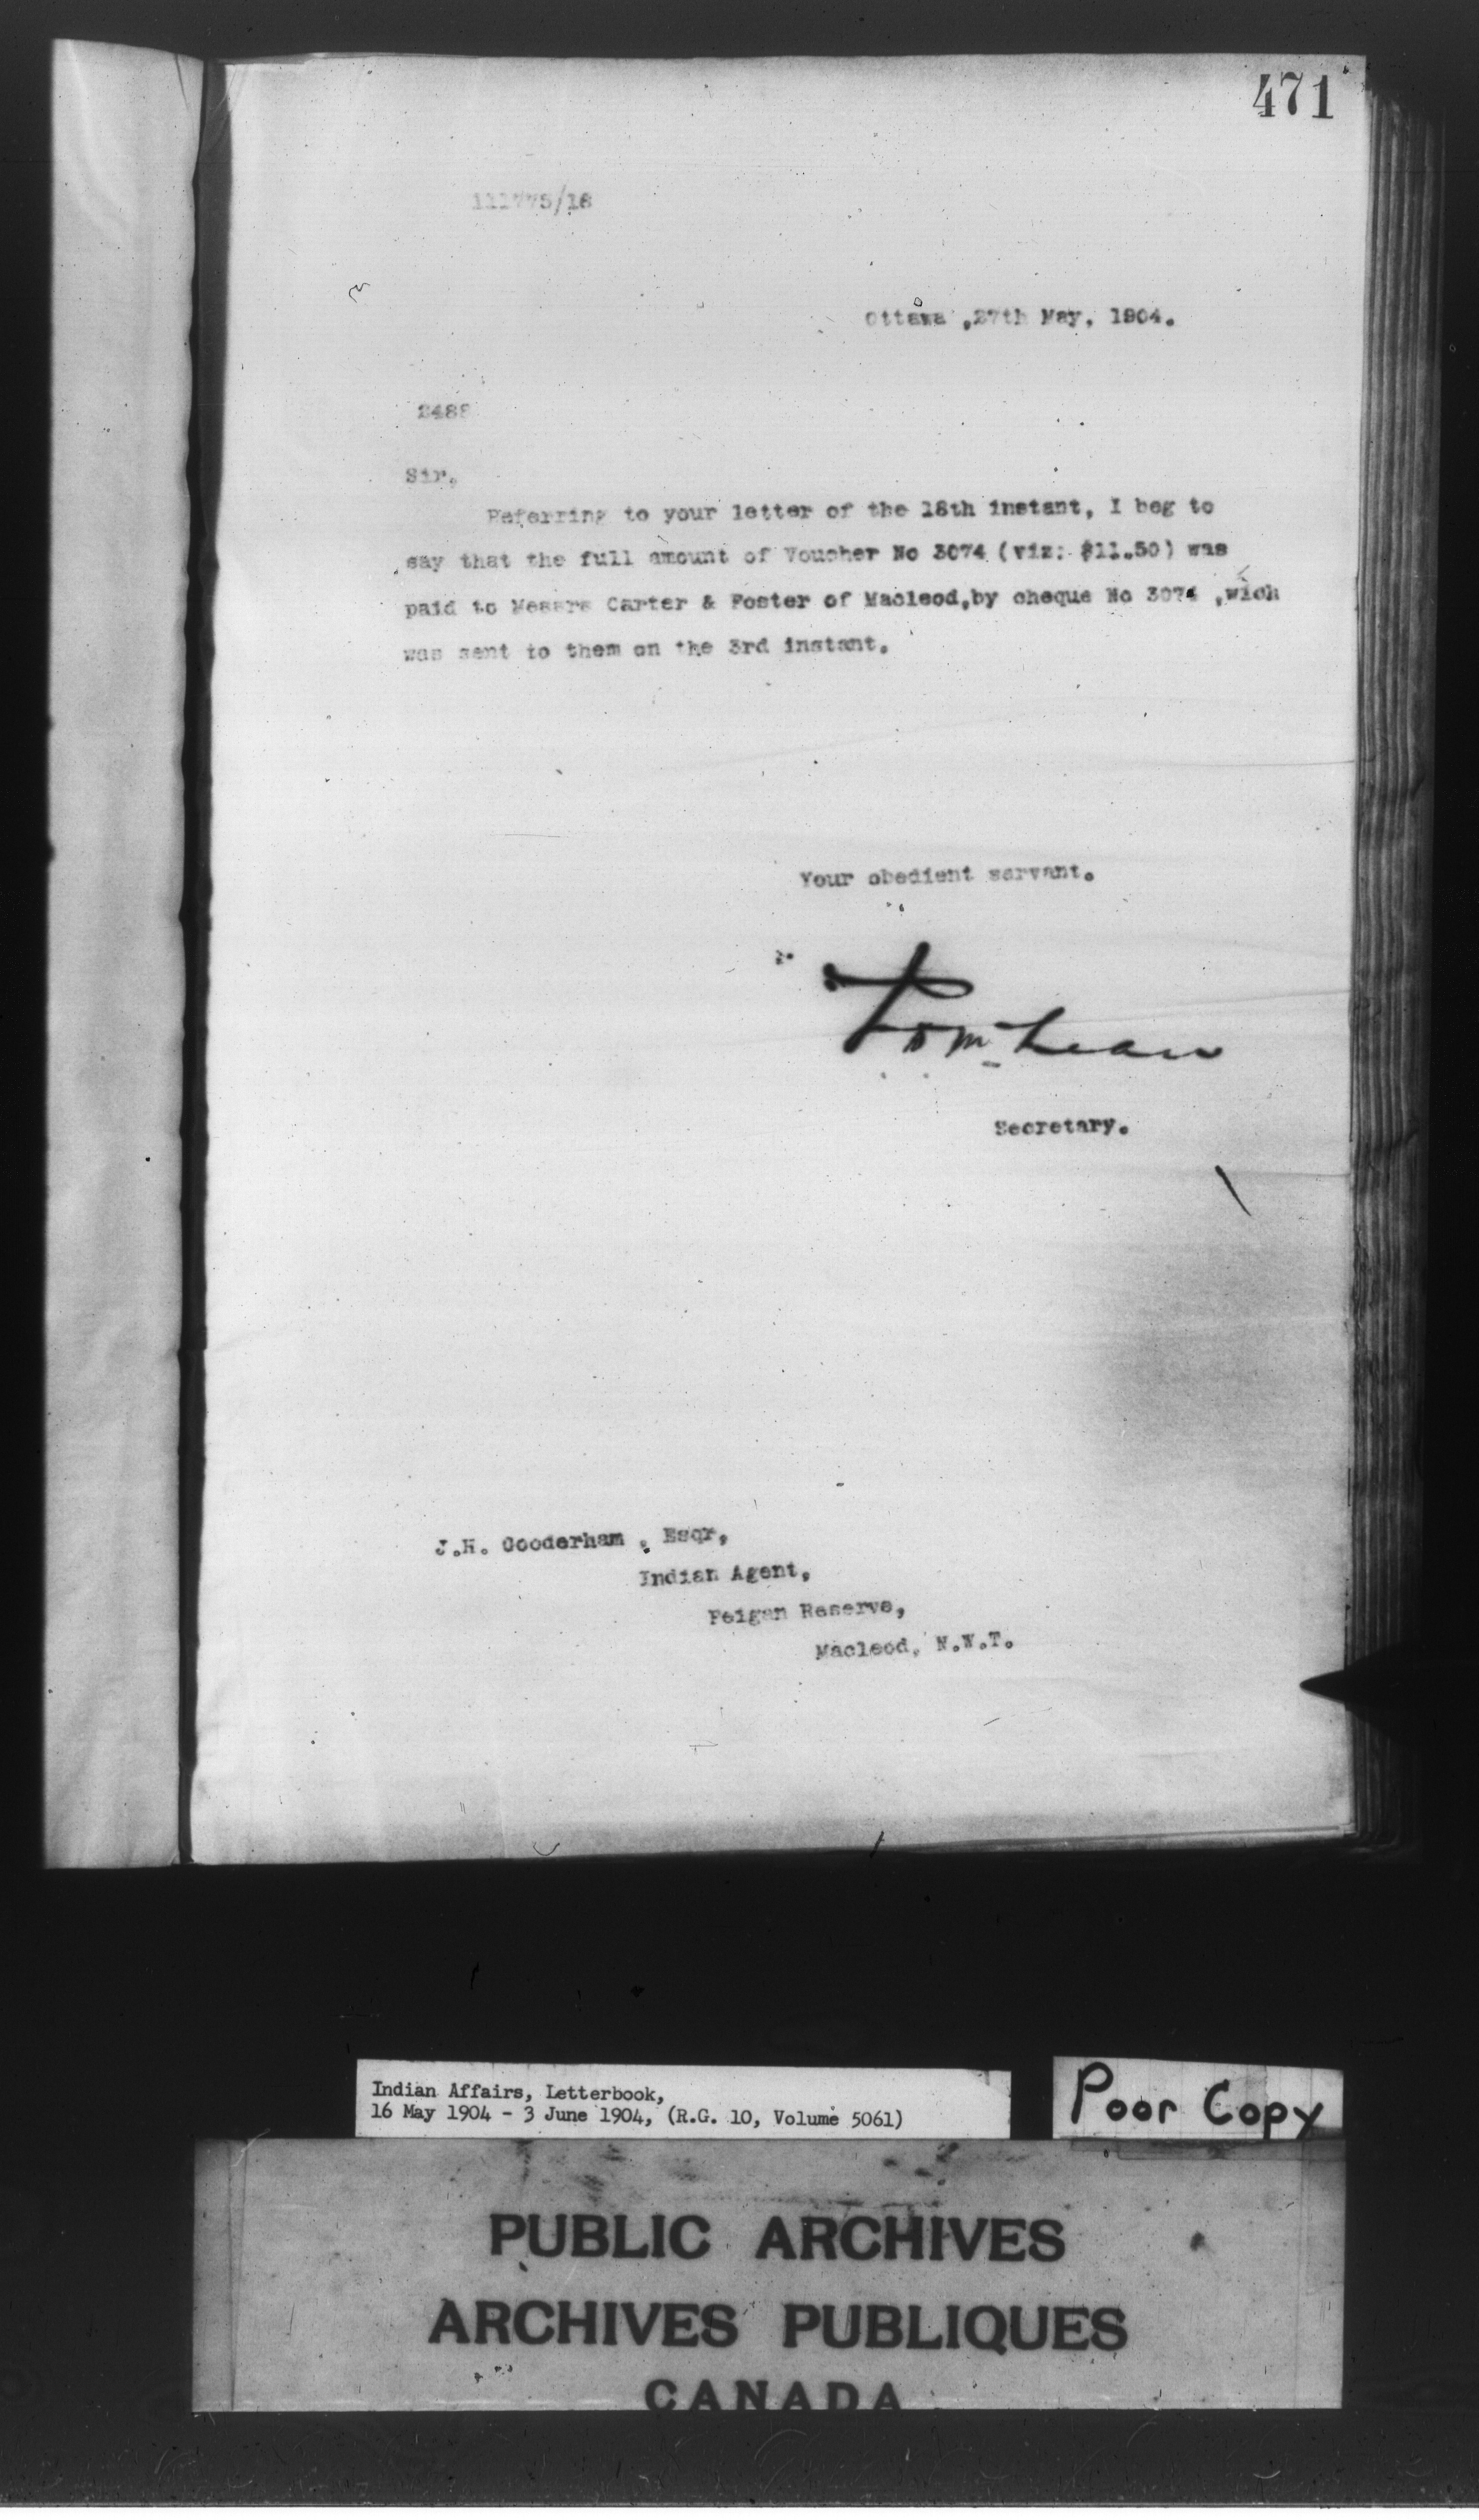 471
111775/18
Ottawa ,27th May, 1904.
2488
Sir,
Referring to your letter of the 18th instant, I beg to
say that the full amount of Voucher No 3074 (viz: $11.50) was
paid to Messrs Carter & Foster of Macleod,by cheque No 3074 ,wich
was sent to them on the 3rd instant.
Your obedient servant.
McLean
Secretary.
J.H. Gooderham , Esqr,
Indian Agent,
Peigan Reserve,
Macleod, N.W.T.
Indian Affairs, Letterbook,
16 May 1904 - 3 June 1904, (R.G. 10, Volume 5061)
Poor Copy
PUBLIC ARCHIVES
ARCHIVES PUBLIQUES
CANADA